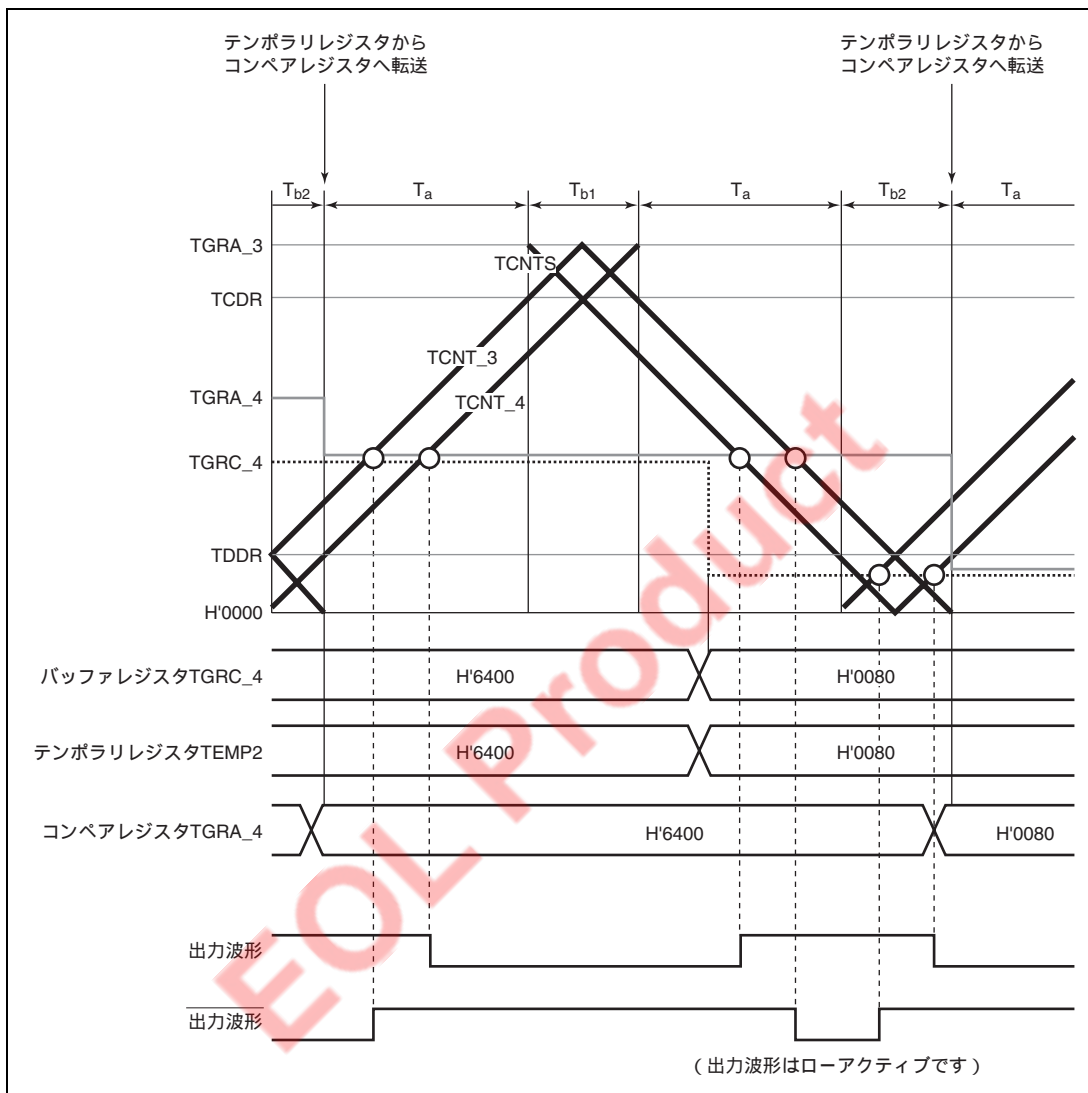 テンポラリレジスタから
コンペアレジスタへ転送
テンポラリレジスタから
コンペアレジスタへ転送
Tb2 Ta Tb1 Ta Tb2 Ta
TGRA_3
TCNTS
TCDR
TCNT_3
TGRA_4
TCNT_4
TGRC_4
TDDR
H'0000
バッファレジスタTGRC_4 H'6400 H'0080
テンポラリレジスタTEMP2 H'6400 H'0080
コンペアレジスタTGRA_4 H'6400 H'0080
出力波形
出力波形
(出力波形はローアクティブです)
EOL Product